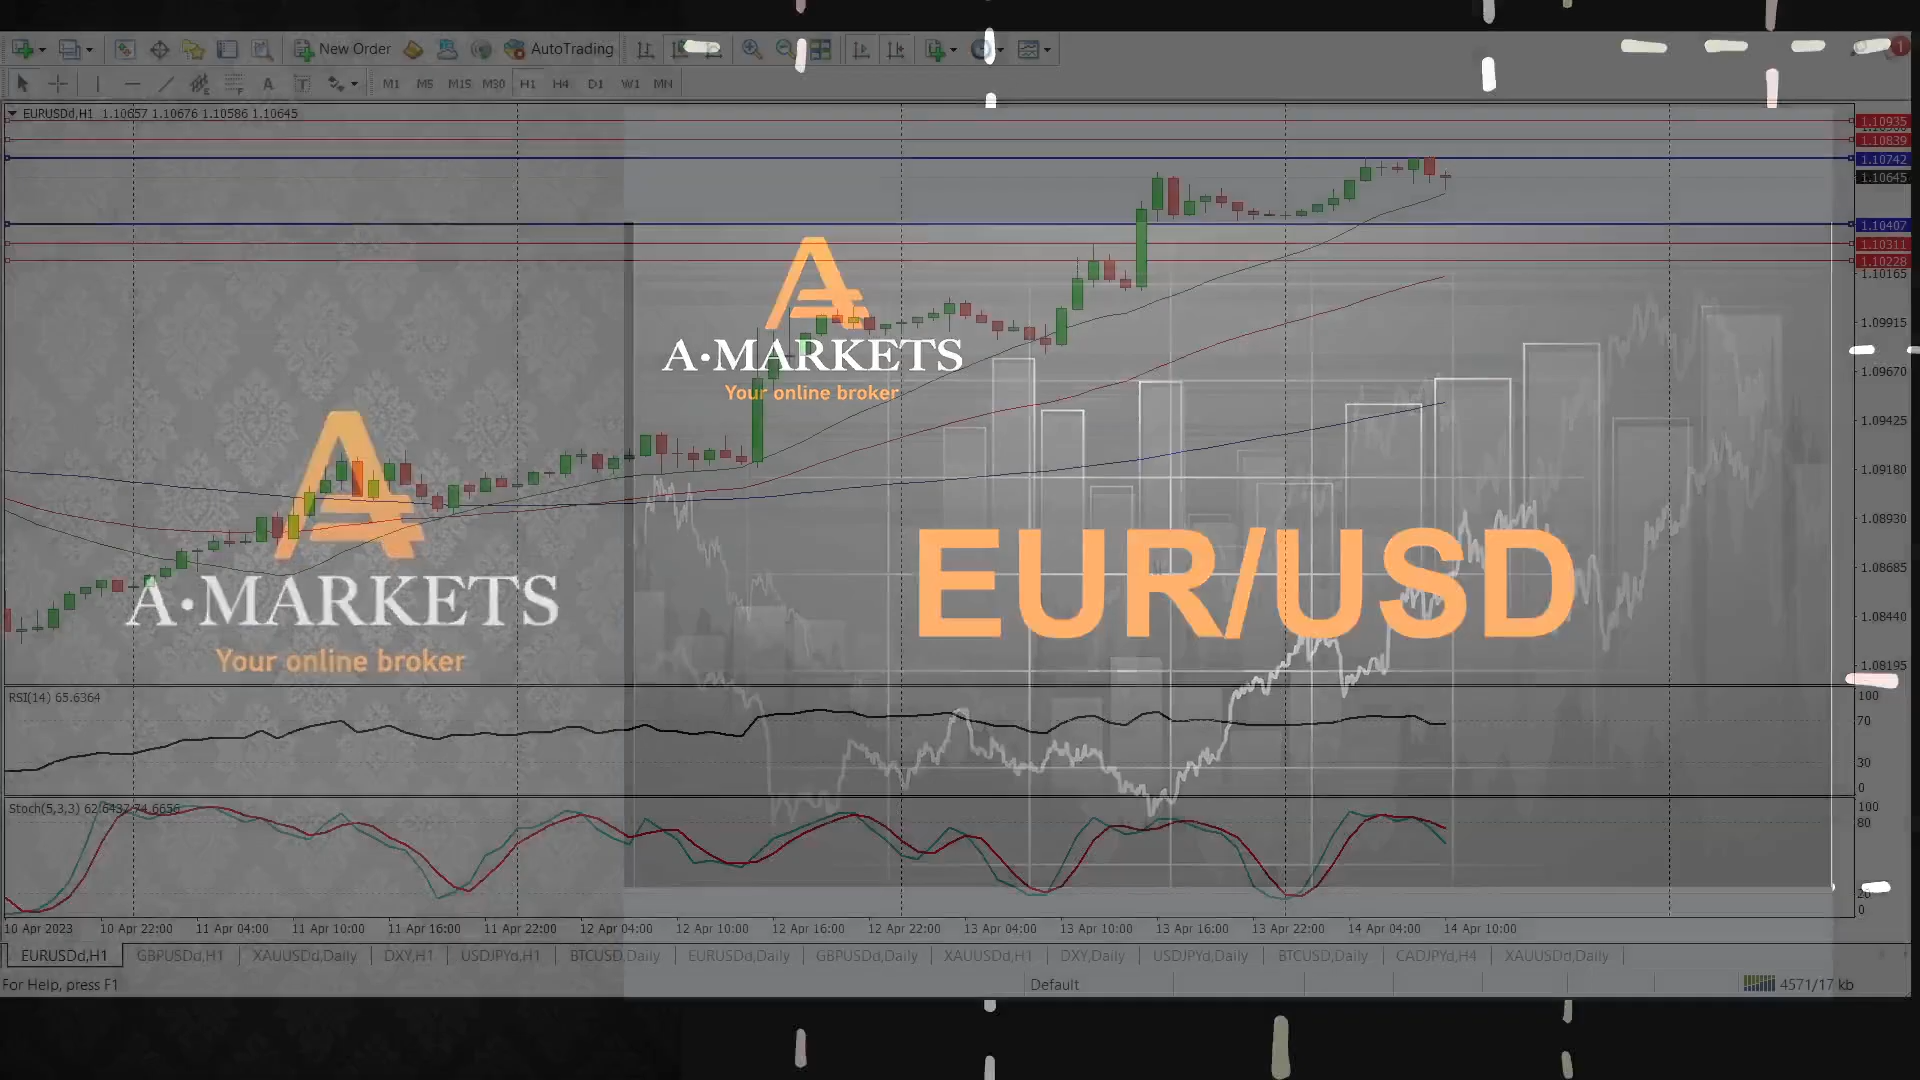 New Order
AutoTrading
1
A
T
M1 M5 M15 M30 H1 H4 D1 W1 MN
EURUSDd,H1 1.10657 1.10676 1.10586 1.10645
1.10935
1.10839
1.10742
1.10645
1.10407
1.10311
1.10228
1.10165
1.09915
1.09670
1.09425
1.09180
1.08930
1.08685
1.08440
1.08195
A·MARKETS
Your online broker
A·MARKETS
Your online broker
EUR/USD
RSI(14) 65.6364
100
70
30
0
Stoch(5,3,3) 62.6437 74.6656
100
80
20
0
10 Apr 2023 10 Apr 22:00 11 Apr 04:00 11 Apr 10:00 11 Apr 16:00 11 Apr 22:00 12 Apr 04:00 12 Apr 10:00 12 Apr 16:00 12 Apr 22:00 13 Apr 04:00 13 Apr 10:00 13 Apr 16:00 13 Apr 22:00 14 Apr 04:00 14 Apr 10:00
EURUSDd,H1 GBPUSDd,H1 XAUUSDd,Daily DXY,H1 USDJPYd,H1 BTCUSD,Daily EURUSDd,Daily GBPUSDd,Daily XAUUSDd,H1 DXY,Daily USDJPYd,Daily BTCUSD,Daily CADJPYd,H4 XAUUSDd,Daily
For Help, press F1
Default
4571/17 kb